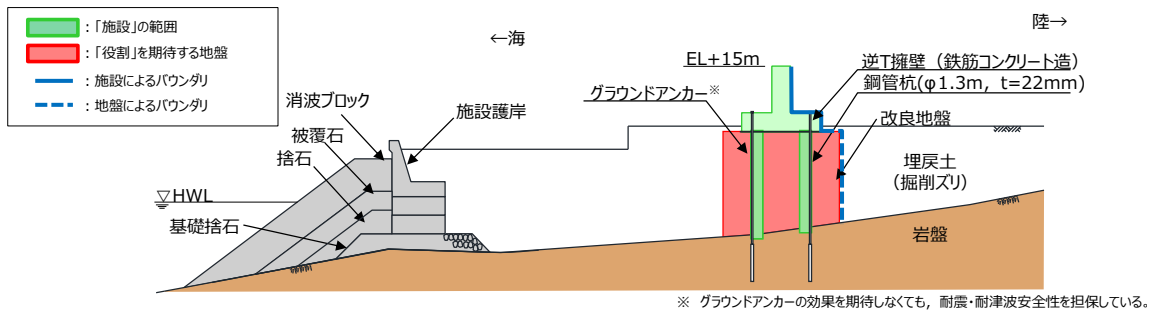 :「施設」の範囲
:「役割」を期待する地盤
: 施設によるバウンダリ
: 地盤によるバウンダリ
←海
陸→
EL+15m
逆T擁壁（鉄筋コンクリート造）
鋼管杭(φ1.3m, t=22mm)
グラウンドアンカー※
改良地盤
消波ブロック
施設護岸
被覆石
捨石
埋戻土
（掘削ズリ）
▽HWL
基礎捨石
岩盤
※ グラウンドアンカーの効果を期待しなくても，耐震・耐津波安全性を担保している。